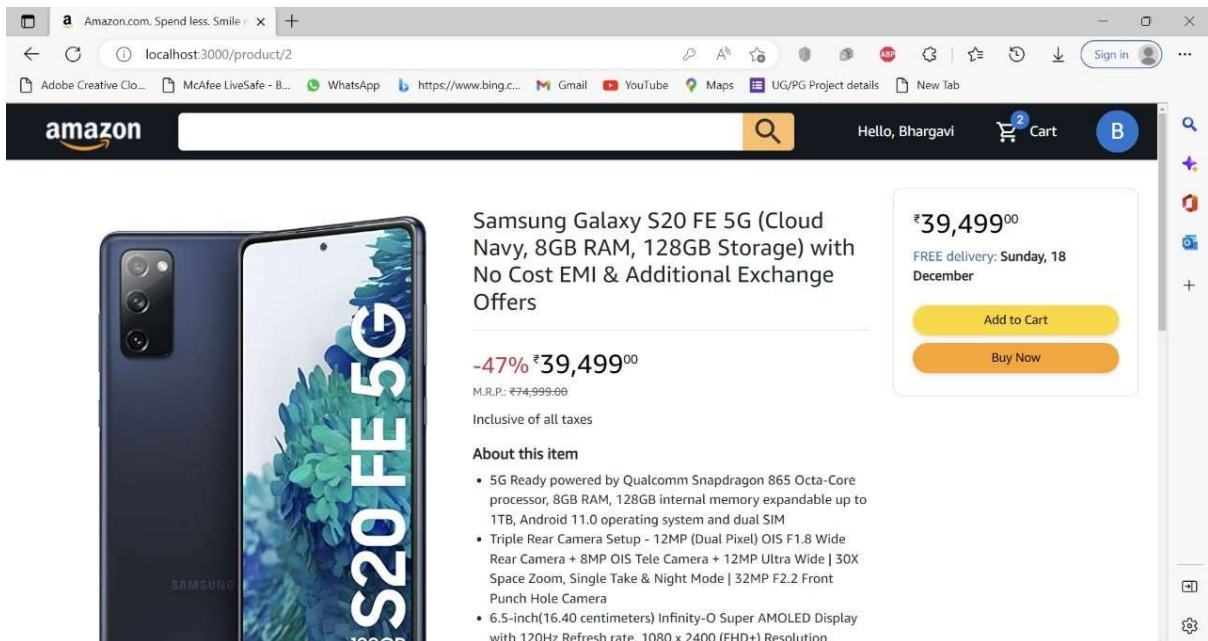 Amazon.com. Spend less. Smile
localhost:3000/product/2
Sign in
Adobe Creative Clo...
McAfee LiveSafe - B...
WhatsApp
https://www.bing.c...
Gmail
YouTube
Maps
UG/PG Project details
New Tab
amazon
Hello, Bhargavi
2
Cart
B
SAMSUNG
S20 FE 5G
128GB
Samsung Galaxy S20 FE 5G (Cloud
Navy, 8GB RAM, 128GB Storage) with
No Cost EMI & Additional Exchange
Offers
-47% ₹39,499⁰⁰
M.R.P.: ₹74,999.00
Inclusive of all taxes
About this item
• 5G Ready powered by Qualcomm Snapdragon 865 Octa-Core
processor, 8GB RAM, 128GB internal memory expandable up to
1TB, Android 11.0 operating system and dual SIM
• Triple Rear Camera Setup - 12MP (Dual Pixel) OIS F1.8 Wide
Rear Camera + 8MP OIS Tele Camera + 12MP Ultra Wide | 30X
Space Zoom, Single Take & Night Mode | 32MP F2.2 Front
Punch Hole Camera
• 6.5-inch(16.40 centimeters) Infinity-O Super AMOLED Display
with 120Hz Refresh rate, 1080 x 2400 (FHD+) Resolution
₹39,499⁰⁰
FREE delivery: Sunday, 18
December
Add to Cart
Buy Now